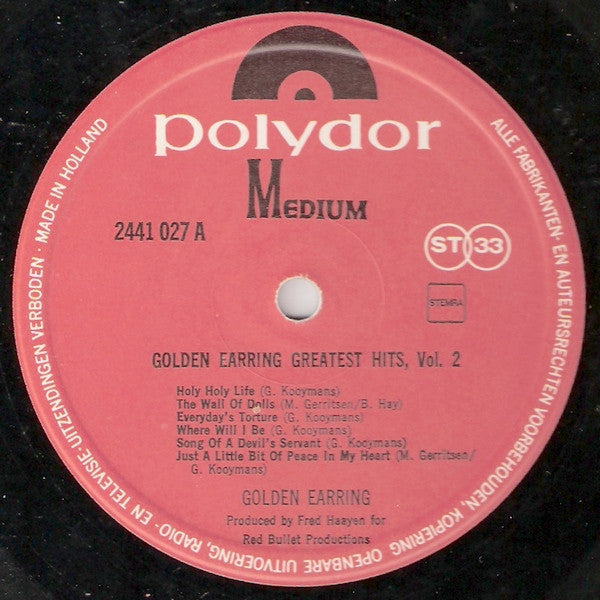 polydor
MEDIUM
2441 027 A
ST 33
STEMRA
GOLDEN EARRING GREATEST HITS, Vol. 2
Holy Holy Life (G. Kooymans)
The Wall Of Dolls (M. Gerritsen/B. Hay)
Everyday's Torture (G. Kooymans)
Where Will I Be (G. Kooymans)
Song Of A Devil's Servant (G. Kooymans)
Just A Little Bit Of Peace In My Heart (M. Gerritsen/
G. Kooymans)
GOLDEN EARRING
Produced by Fred Haayen for
Red Bullet Productions
ALLE FABRIKANTEN- EN AUTEURSRECHTEN VOORBEHOUDEN, KOPIERING OPENBARE UITVOERING, RADIO - EN TELEVISIE-UITZENDINGEN VERBODEN · MADE IN HOLLAND